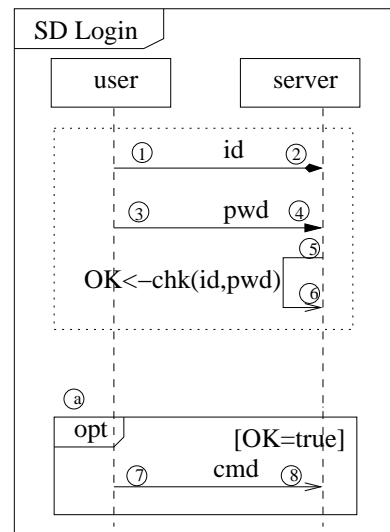 SD Login
user server
1 id 2
3 pwd 4
5
OK<-chk(id,pwd)
6
a
opt [OK=true]
7 cmd 8